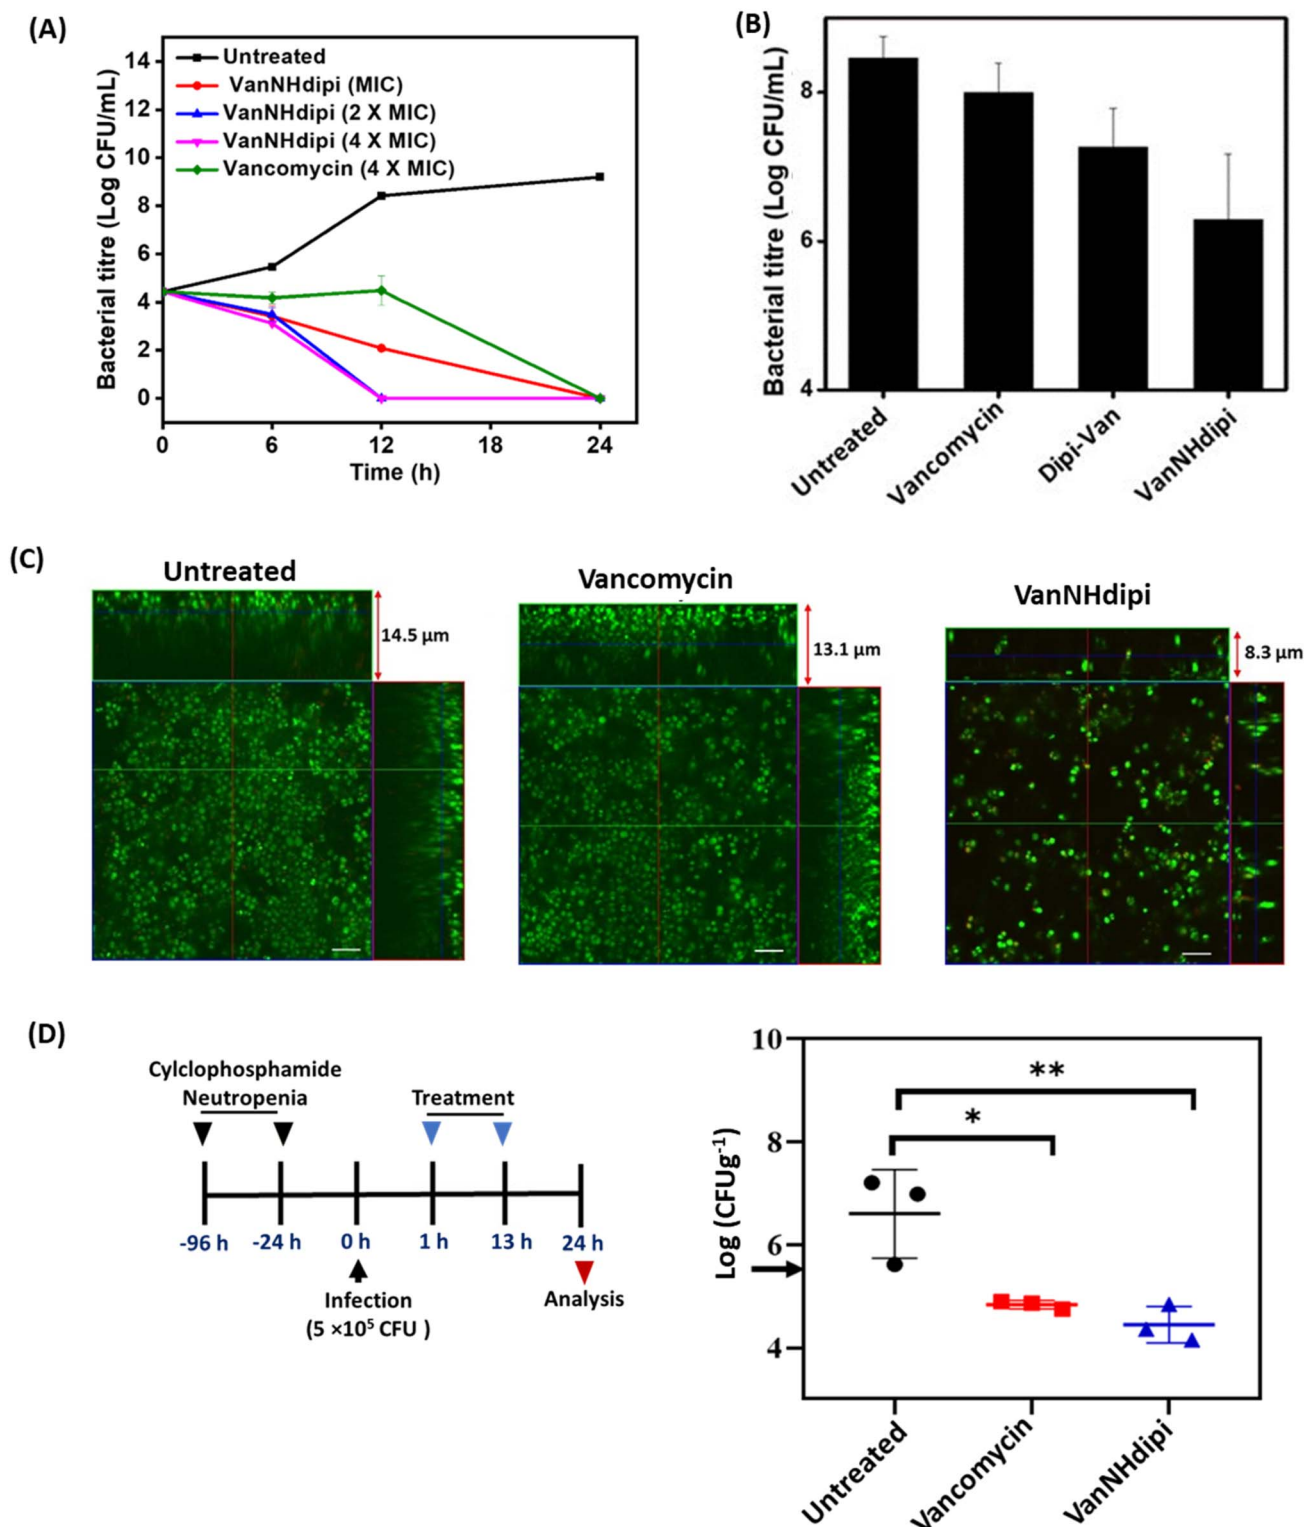 (A)
Bacterial titre (Log CFU/mL)
14
12
10
8
6
4
2
0
Untreated
VanNHdipi (MIC)
VanNHdipi (2 X MIC)
VanNHdipi (4 X MIC)
Vancomycin (4 X MIC)
0
6
12
18
24
Time (h)
(B)
Bacterial titre (Log CFU/mL)
8
6
4
Untreated
Vancomycin
Dipi-Van
VanNHdipi
(C)
Untreated
14.5 µm
Vancomycin
13.1 µm
VanNHdipi
8.3 µm
(D)
Cylclophosphamide
Neutropenia
Treatment
-96 h
-24 h
0 h
1 h
13 h
24 h
Infection
(5 ×10⁵ CFU )
Analysis
Log (CFUg⁻¹)
10
8
6
4
**
*
Untreated
Vancomycin
VanNHdipi